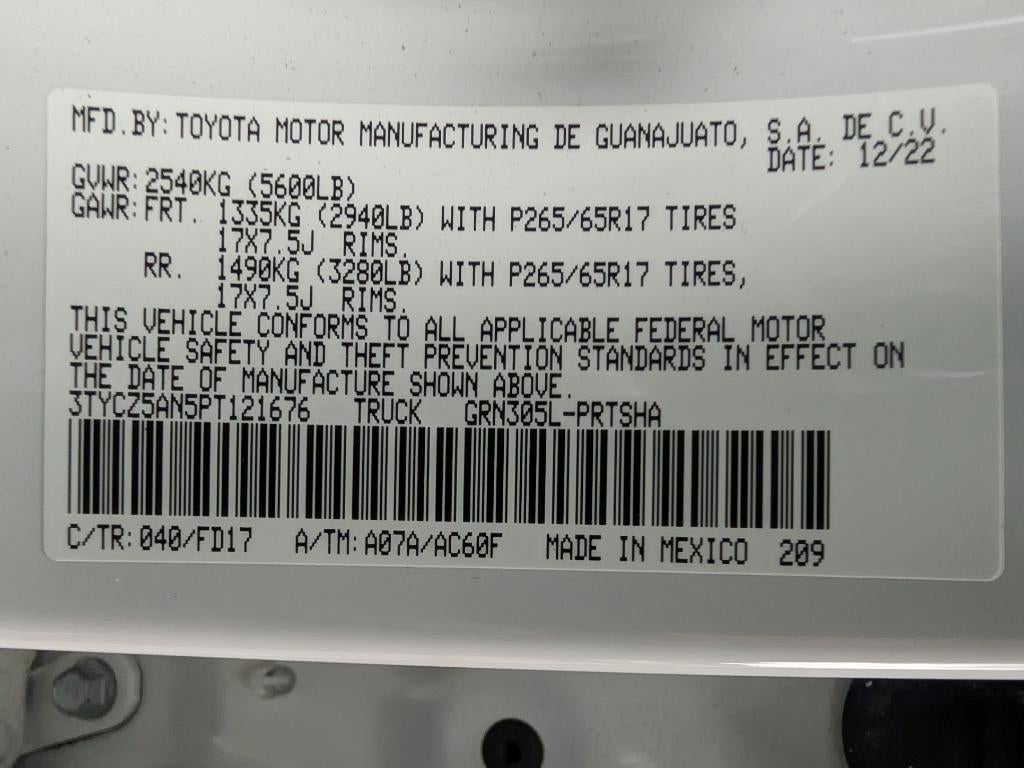 MFD.BY: TOYOTA MOTOR MANUFACTURING DE GUANAJUATO, S.A. DE C.V.
DATE: 12/22
GVWR: 2540KG (5600LB)
GAWR: FRT. 1335KG (2940LB) WITH P265/65R17 TIRES
17X7.5J RIMS.
RR. 1490KG (3280LB) WITH P265/65R17 TIRES,
17X7.5J RIMS.
THIS VEHICLE CONFORMS TO ALL APPLICABLE FEDERAL MOTOR
VEHICLE SAFETY AND THEFT PREVENTION STANDARDS IN EFFECT ON
THE DATE OF MANUFACTURE SHOWN ABOVE.
3TYCZ5AN5PT121676 TRUCK GRN305L-PRTSHA
C/TR: 040/FD17 A/TM: A07A/AC60F MADE IN MEXICO 209